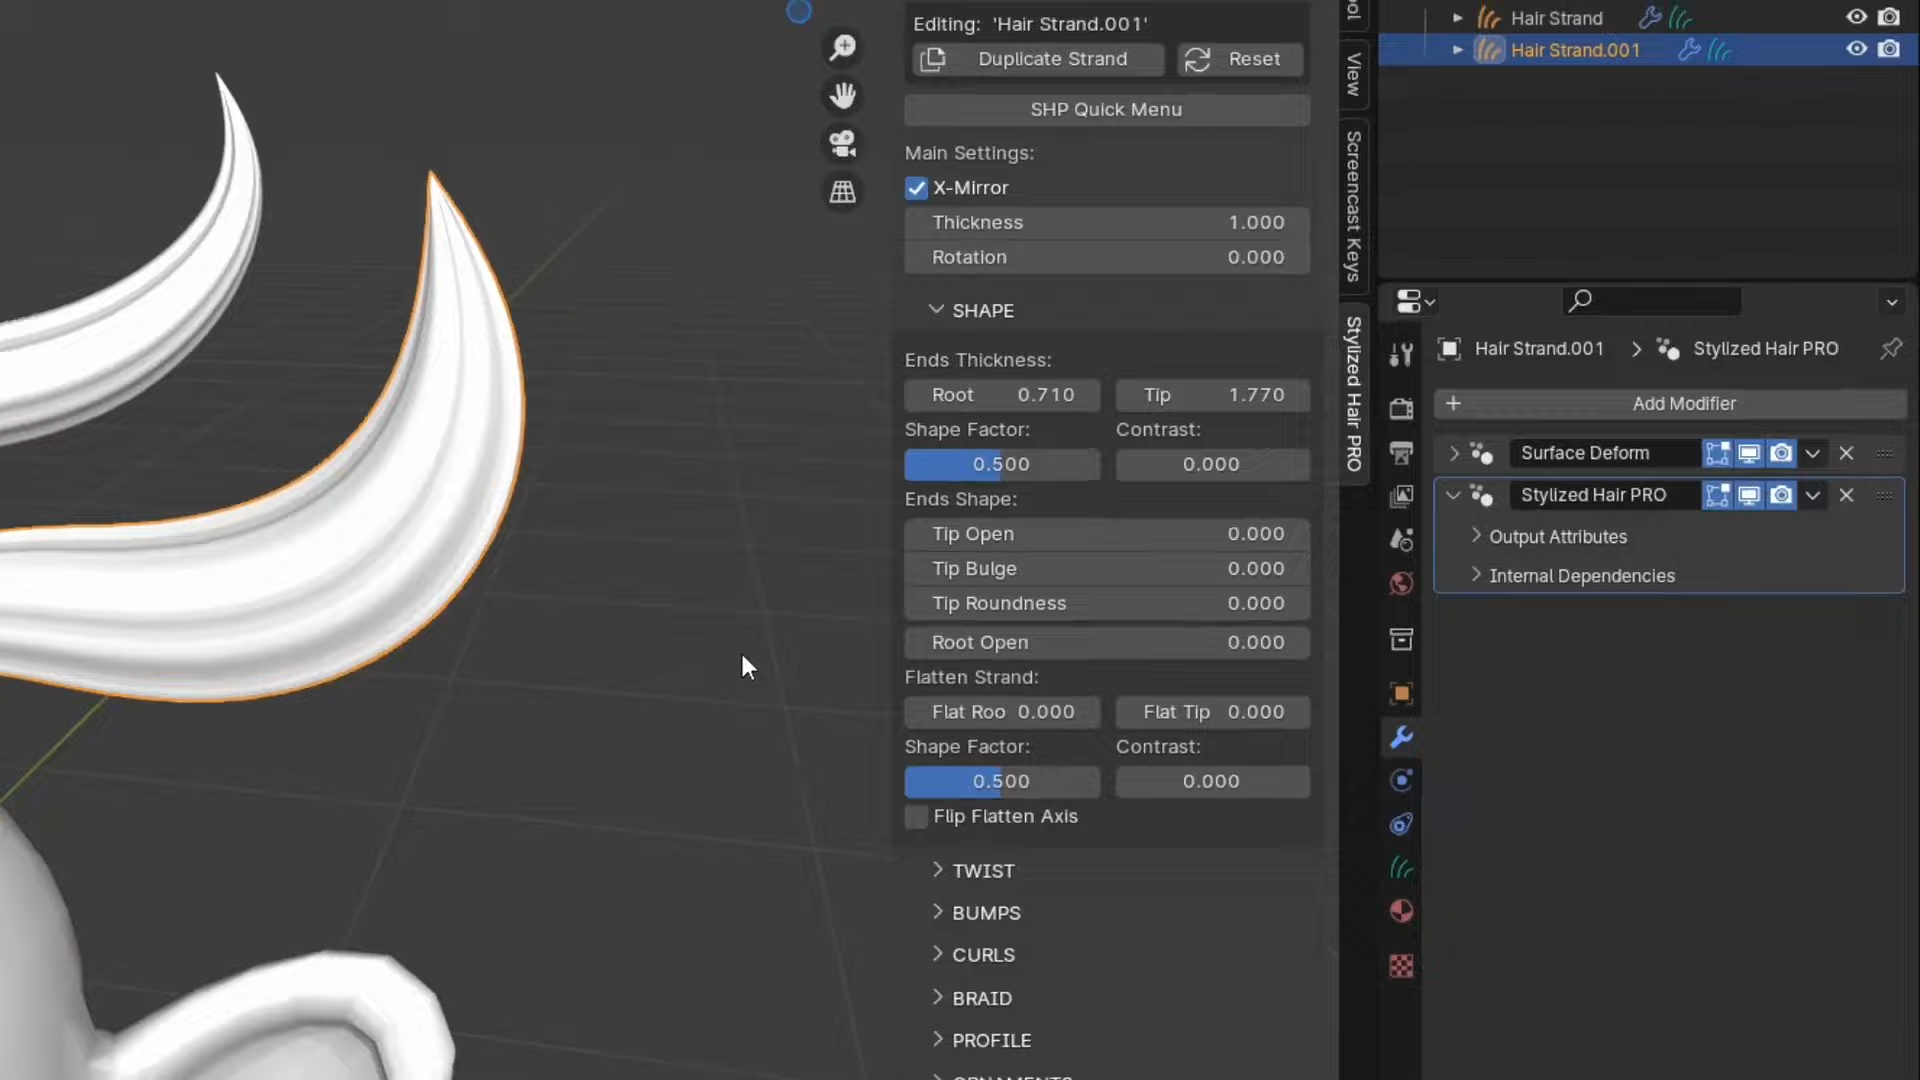 Editing: 'Hair Strand.001'
Duplicate Strand
Reset
SHP Quick Menu
Main Settings:
X-Mirror
Thickness 1.000
Rotation 0.000
SHAPE
Ends Thickness:
Root 0.710
Tip 1.770
Shape Factor:
Contrast:
0.500
0.000
Ends Shape:
Tip Open 0.000
Tip Bulge 0.000
Tip Roundness 0.000
Root Open 0.000
Flatten Strand:
Flat Roo 0.000
Flat Tip 0.000
Shape Factor:
Contrast:
0.500
0.000
Flip Flatten Axis
TWIST
BUMPS
CURLS
BRAID
PROFILE
ORNAMENTS
ool
View
Screencast Keys
Stylized Hair PRO
Hair Strand
Hair Strand.001
Hair Strand.001 Stylized Hair PRO
Add Modifier
Surface Deform
Stylized Hair PRO
Output Attributes
Internal Dependencies